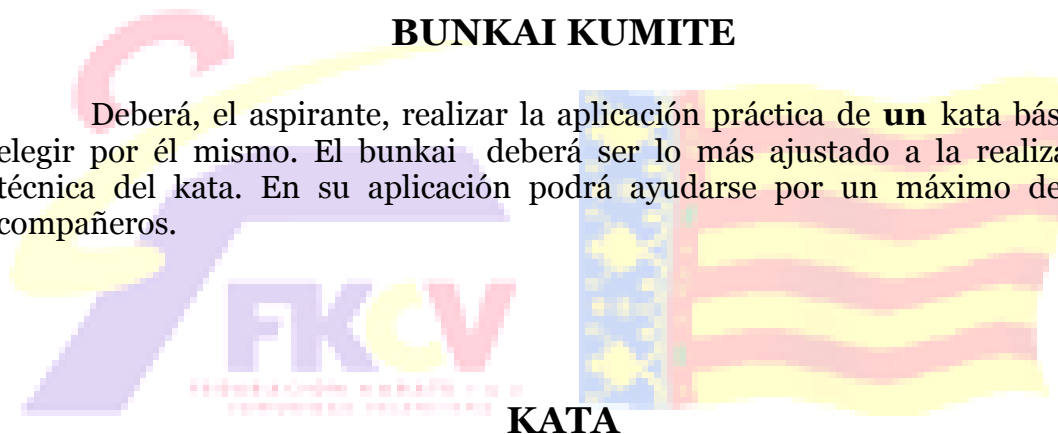 BUNKAI KUMITE
Deberá, el aspirante, realizar la aplicación práctica de un kata bás
elegir por él mismo. El bunkai deberá ser lo más ajustado a la realiza
técnica del kata. En su aplicación podrá ayudarse por un máximo de
compañeros.
FKCV
KATA